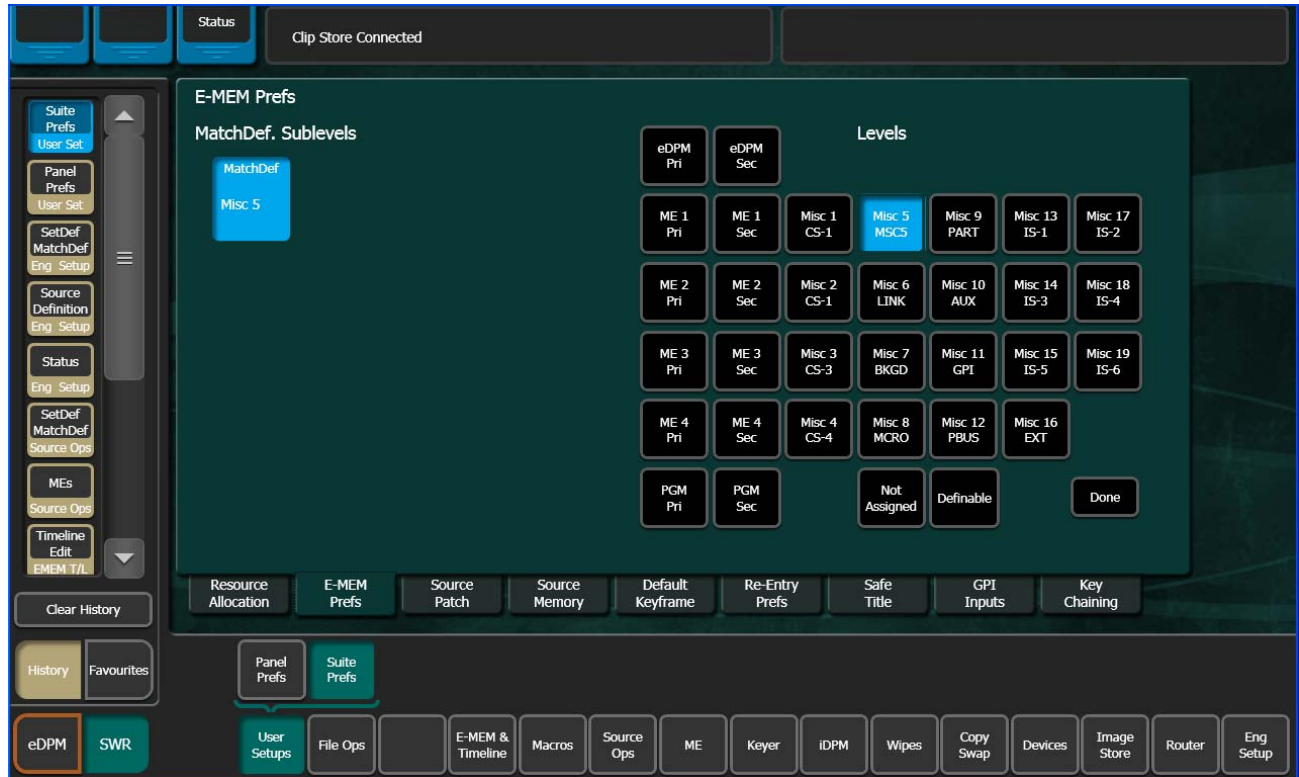 Status
Clip Store Connected
Suite
Prefs
User Set
Panel
Prefs
User Set
SetDef
MatchDef
Eng Setup
Source
Definition
Eng Setup
Status
Eng Setup
SetDef
MatchDef
Source Ops
MEs
Source Ops
Timeline
Edit
EMEM T/L
Clear History
History
Favourites
E-MEM Prefs
MatchDef. Sublevels
MatchDef
Misc 5
Levels
eDPM
Pri
eDPM
Sec
ME 1
Pri
ME 1
Sec
Misc 1
CS-1
Misc 5
MSC5
Misc 9
PART
Misc 13
IS-1
Misc 17
IS-2
ME 2
Pri
ME 2
Sec
Misc 2
CS-1
Misc 6
LINK
Misc 10
AUX
Misc 14
IS-3
Misc 18
IS-4
ME 3
Pri
ME 3
Sec
Misc 3
CS-3
Misc 7
BKGD
Misc 11
GPI
Misc 15
IS-5
Misc 19
IS-6
ME 4
Pri
ME 4
Sec
Misc 4
CS-4
Misc 8
MCRO
Misc 12
PBUS
Misc 16
EXT
PGM
Pri
PGM
Sec
Not
Assigned
Definable
Done
Resource
Allocation
E-MEM
Prefs
Source
Patch
Source
Memory
Default
Keyframe
Re-Entry
Prefs
Safe
Title
GPI
Inputs
Key
Chaining
Panel
Prefs
Suite
Prefs
eDPM
SWR
User
Setups
File Ops
E-MEM &
Timeline
Macros
Source
Ops
ME
Keyer
iDPM
Wipes
Copy
Swap
Devices
Image
Store
Router
Eng
Setup